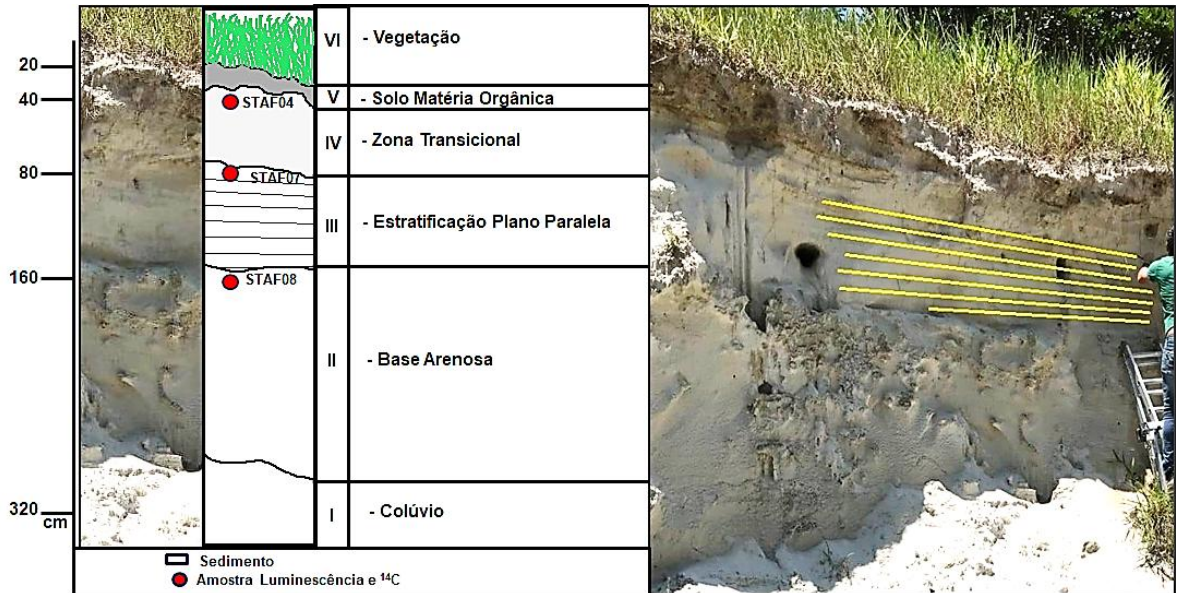 VI - Vegetação
20
40
STAF04
V - Solo Matéria Orgânica
IV - Zona Transicional
80
STAF07
III - Estratificação Plano Paralela
160
STAF08
II - Base Arenosa
I - Colúvio
320
cm
Sedimento
Amostra Luminescência e ¹⁴C